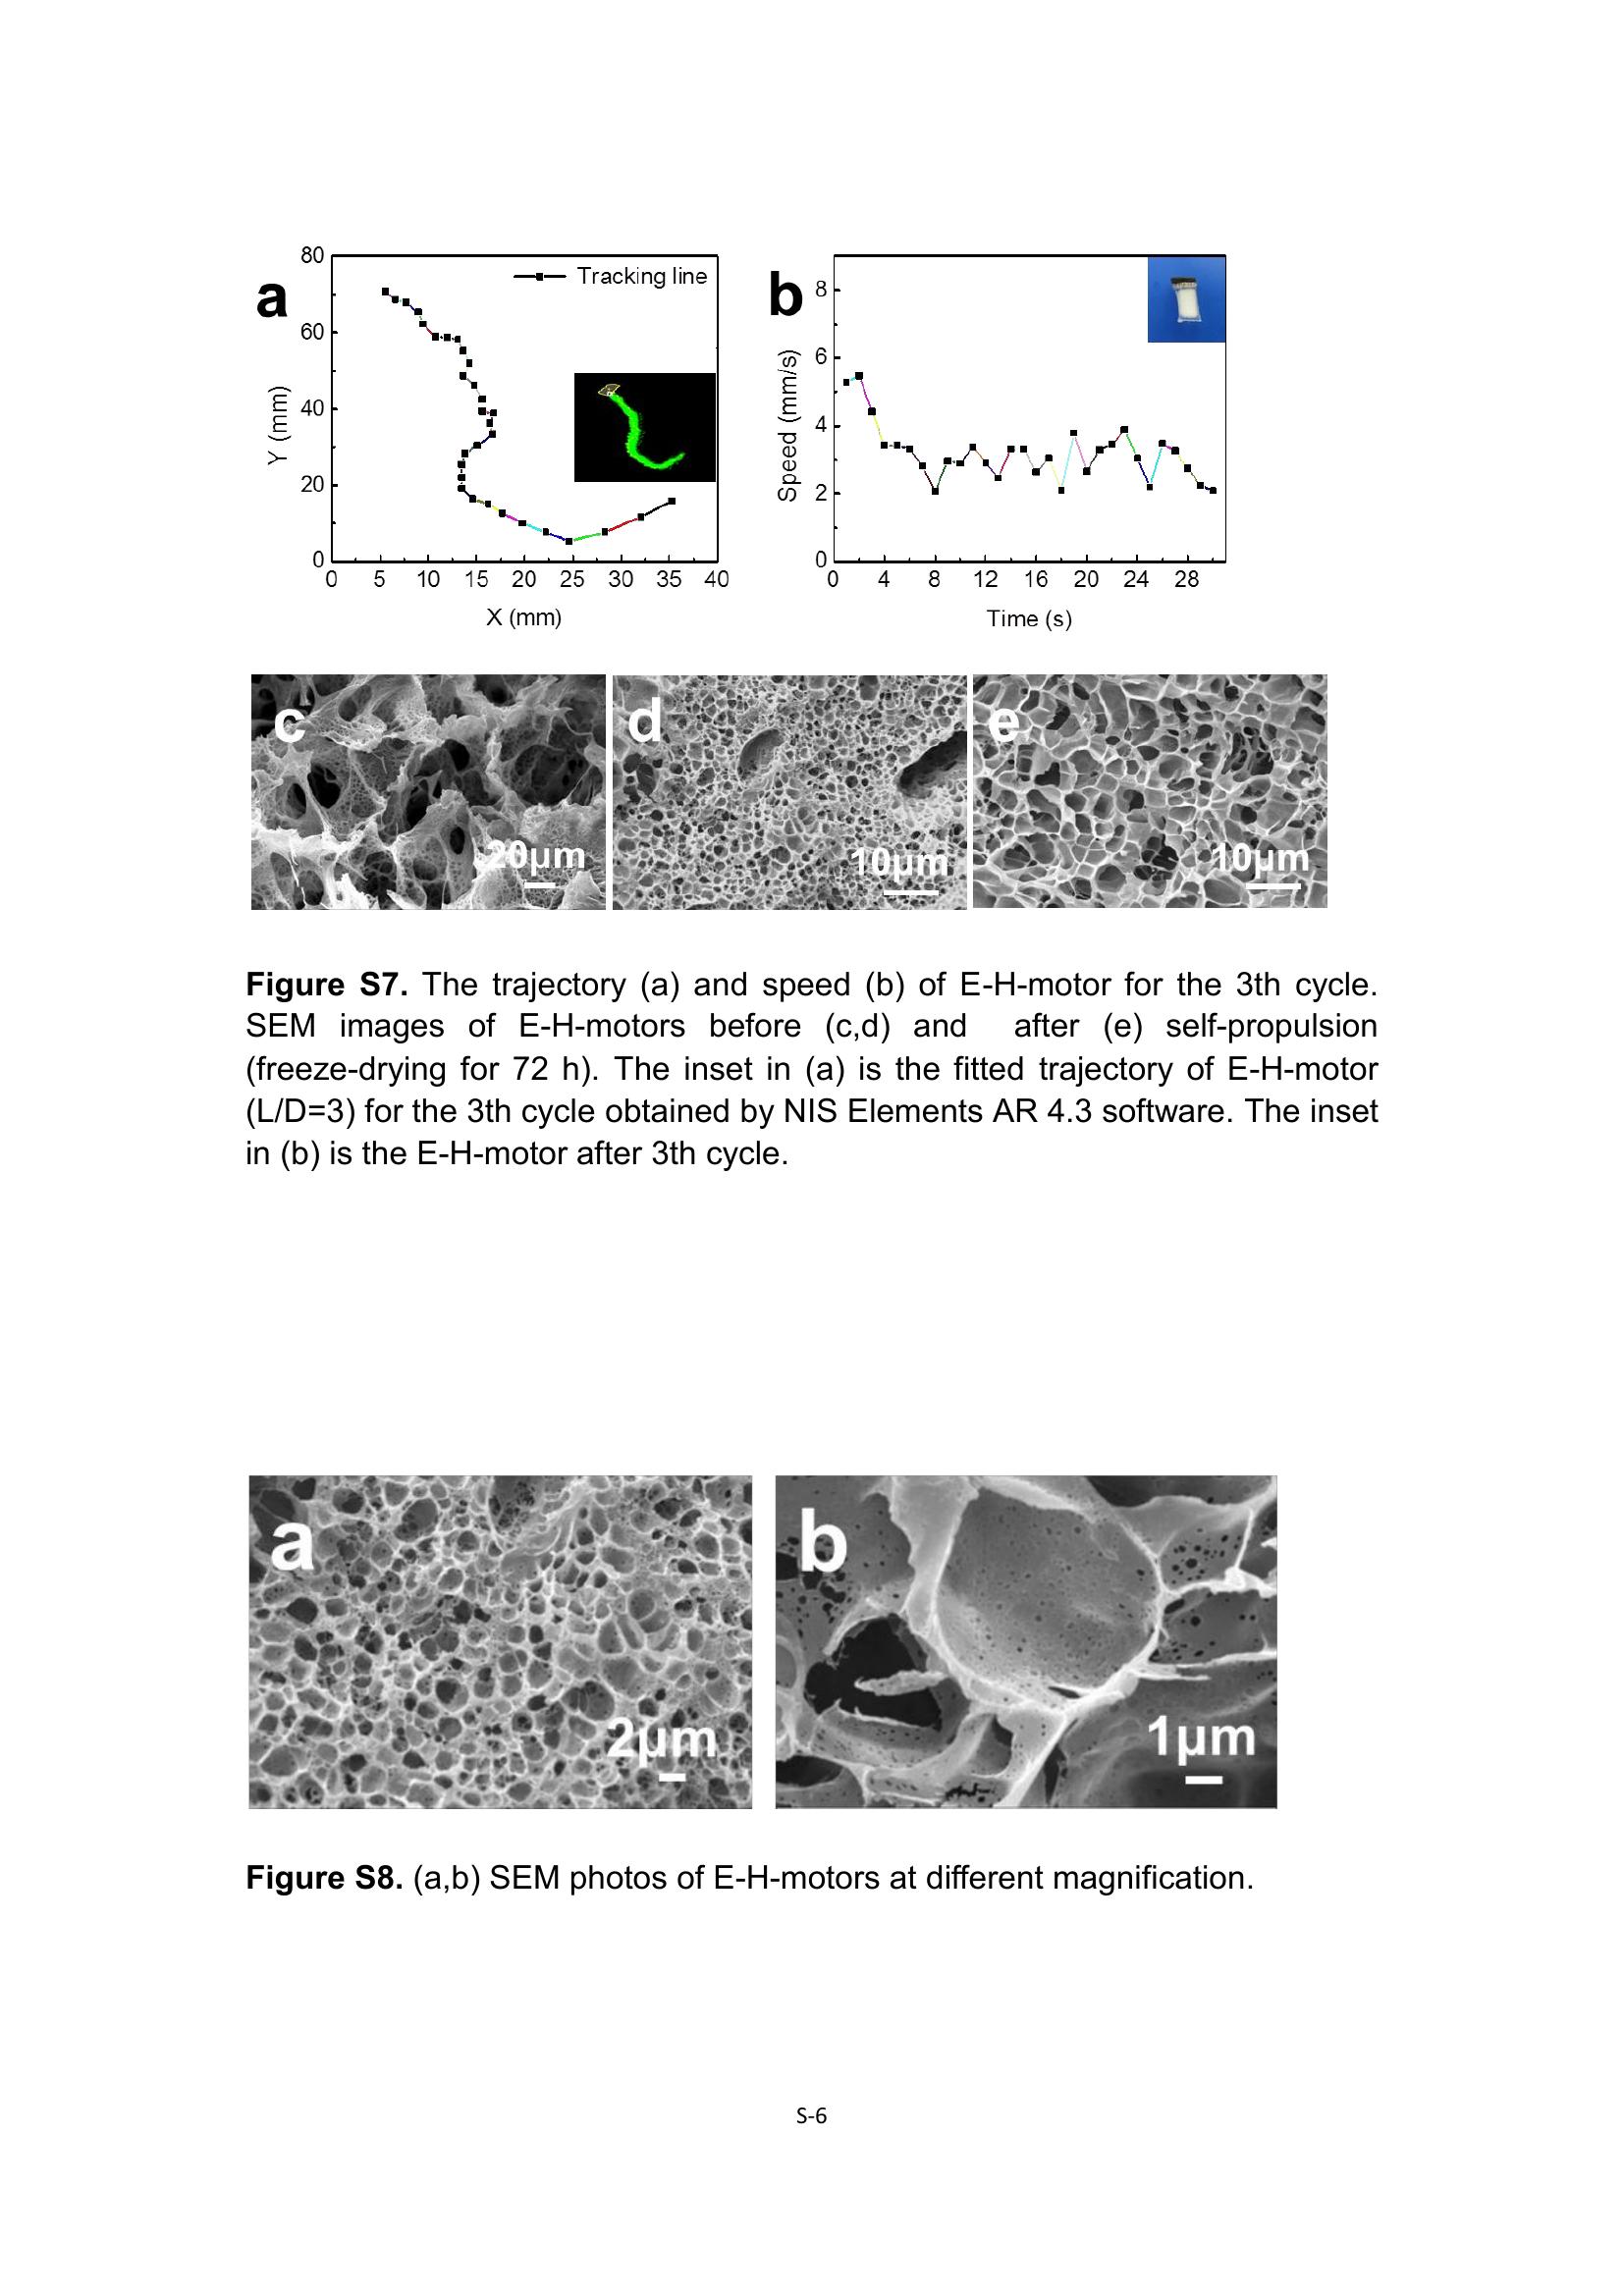 a
80
60
40
20
0
Y (mm)
Tracking line
0 5 10 15 20 25 30 35 40
X (mm)
b
8
6
4
2
0
Speed (mm/s)
0 4 8 12 16 20 24 28
Time (s)
c
20μm
d
10μm
e
10μm
Figure S7. The trajectory (a) and speed (b) of E-H-motor for the 3th cycle.
SEM images of E-H-motors before (c,d) and after (e) self-propulsion
(freeze-drying for 72 h). The inset in (a) is the fitted trajectory of E-H-motor
(L/D=3) for the 3th cycle obtained by NIS Elements AR 4.3 software. The inset
in (b) is the E-H-motor after 3th cycle.
a
2μm
b
1μm
Figure S8. (a,b) SEM photos of E-H-motors at different magnification.
S-6